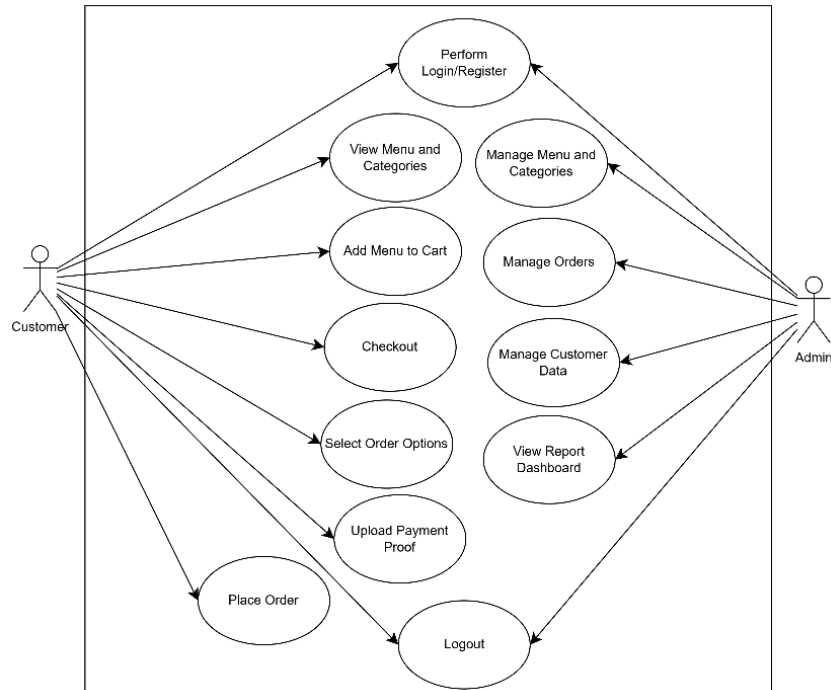 Perform
Login/Register
View Menu and
Categories
Manage Menu and
Categories
Add Menu to Cart
Manage Orders
Customer
Checkout
Manage Customer
Data
Admin
Select Order Options
View Report
Dashboard
Upload Payment
Proof
Place Order
Logout